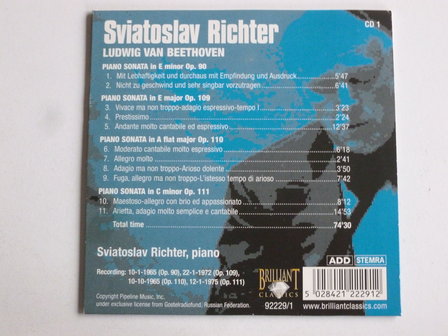 Sviatoslav Richter
CD 1
LUDWIG VAN BEETHOVEN
PIANO SONATA in E minor Op. 90
1. Mit Lebhaftigkeit und durchaus mit Empfindung und Ausdruck 5'47
2. Nicht zu geschwind und sehr singbar vorzutragen 6'41
PIANO SONATA in E major Op. 109
3. Vivace ma non troppo-adagio espressivo-tempo I 3'23
4. Prestissimo 2'24
5. Andante molto cantabile ed espressivo 12'37
PIANO SONATA in A flat major Op. 110
6. Moderato cantabile molto espressivo 6'18
7. Allegro molto 2'41
8. Adagio ma non troppo-Arioso dolente 3'50
9. Fuga, allegro ma non troppo-L'istesso tempo di arioso 7'42
PIANO SONATA in C minor Op. 111
10. Maestoso-allegro con brio ed appassionato 8'12
11. Arietta, adagio molto semplice e cantabile 14'53
Total time 74'30
Sviatoslav Richter, piano
Recording: 10-1-1965 (Op. 90), 22-1-1972 (Op. 109),
10-10-1965 (Op. 110), 12-1-1975 (Op. 111)
Copyright Pipeline Music, Inc.
under exclusive license from Gostelradiofund, Russian Federation.
BRILLIANT
CLASSICS
92229/1
ADD STEMRA
5 028421 222912
www.brilliantclassics.com